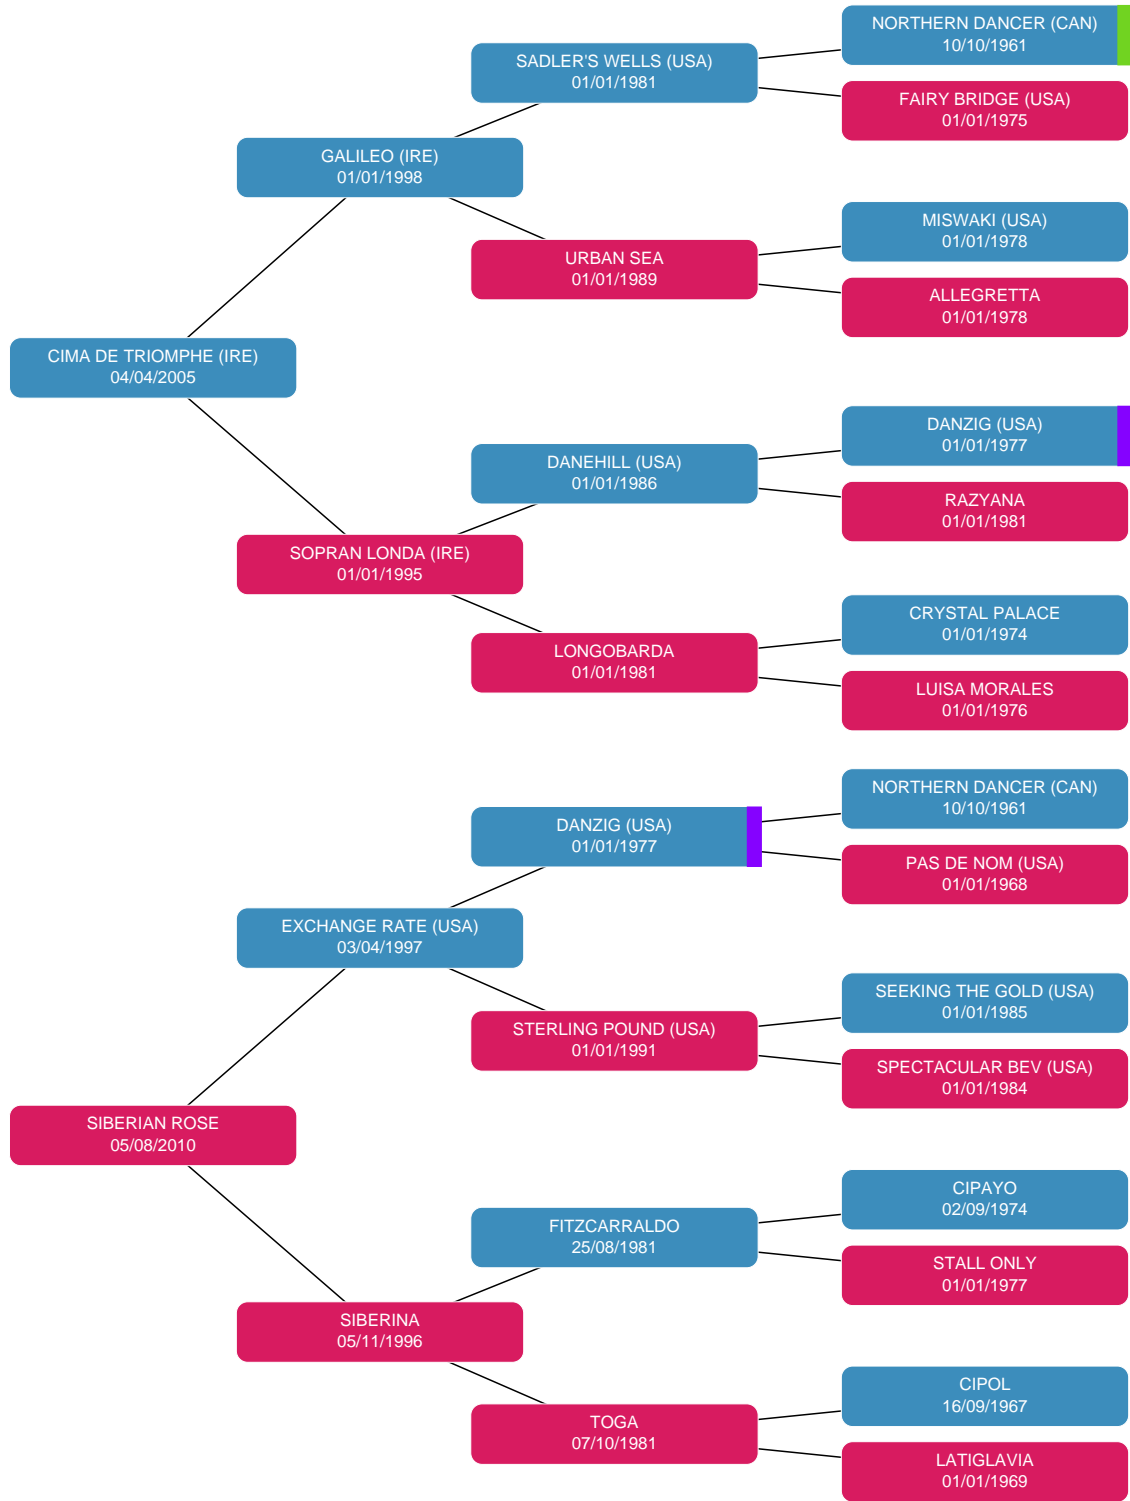 NORTHERN DANCER (CAN)
10/10/1961
SADLER'S WELLS (USA)
01/01/1981
FAIRY BRIDGE (USA)
01/01/1975
GALILEO (IRE)
01/01/1998
MISWAKI (USA)
01/01/1978
URBAN SEA
01/01/1989
ALLEGRETTA
01/01/1978
CIMA DE TRIOMPHE (IRE)
04/04/2005
DANZIG (USA)
01/01/1977
DANEHILL (USA)
01/01/1986
RAZYANA
01/01/1981
SOPRAN LONDA (IRE)
01/01/1995
CRYSTAL PALACE
01/01/1974
LONGOBARDA
01/01/1981
LUISA MORALES
01/01/1976
NORTHERN DANCER (CAN)
10/10/1961
DANZIG (USA)
01/01/1977
PAS DE NOM (USA)
01/01/1968
EXCHANGE RATE (USA)
03/04/1997
SEEKING THE GOLD (USA)
01/01/1985
STERLING POUND (USA)
01/01/1991
SPECTACULAR BEV (USA)
01/01/1984
SIBERIAN ROSE
05/08/2010
CIPAYO
02/09/1974
FITZCARRALDO
25/08/1981
STALL ONLY
01/01/1977
SIBERINA
05/11/1996
CIPOL
16/09/1967
TOGA
07/10/1981
LATIGLAVIA
01/01/1969